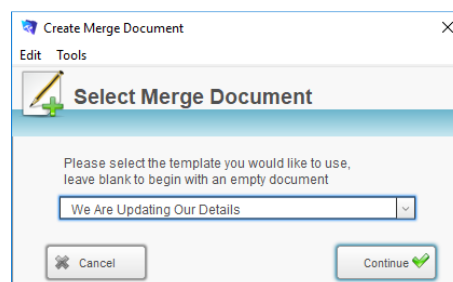 Create Merge Document
Edit Tools
Select Merge Document
Please select the template you would like to use,
leave blank to begin with an empty document
We Are Updating Our Details
Cancel Continue